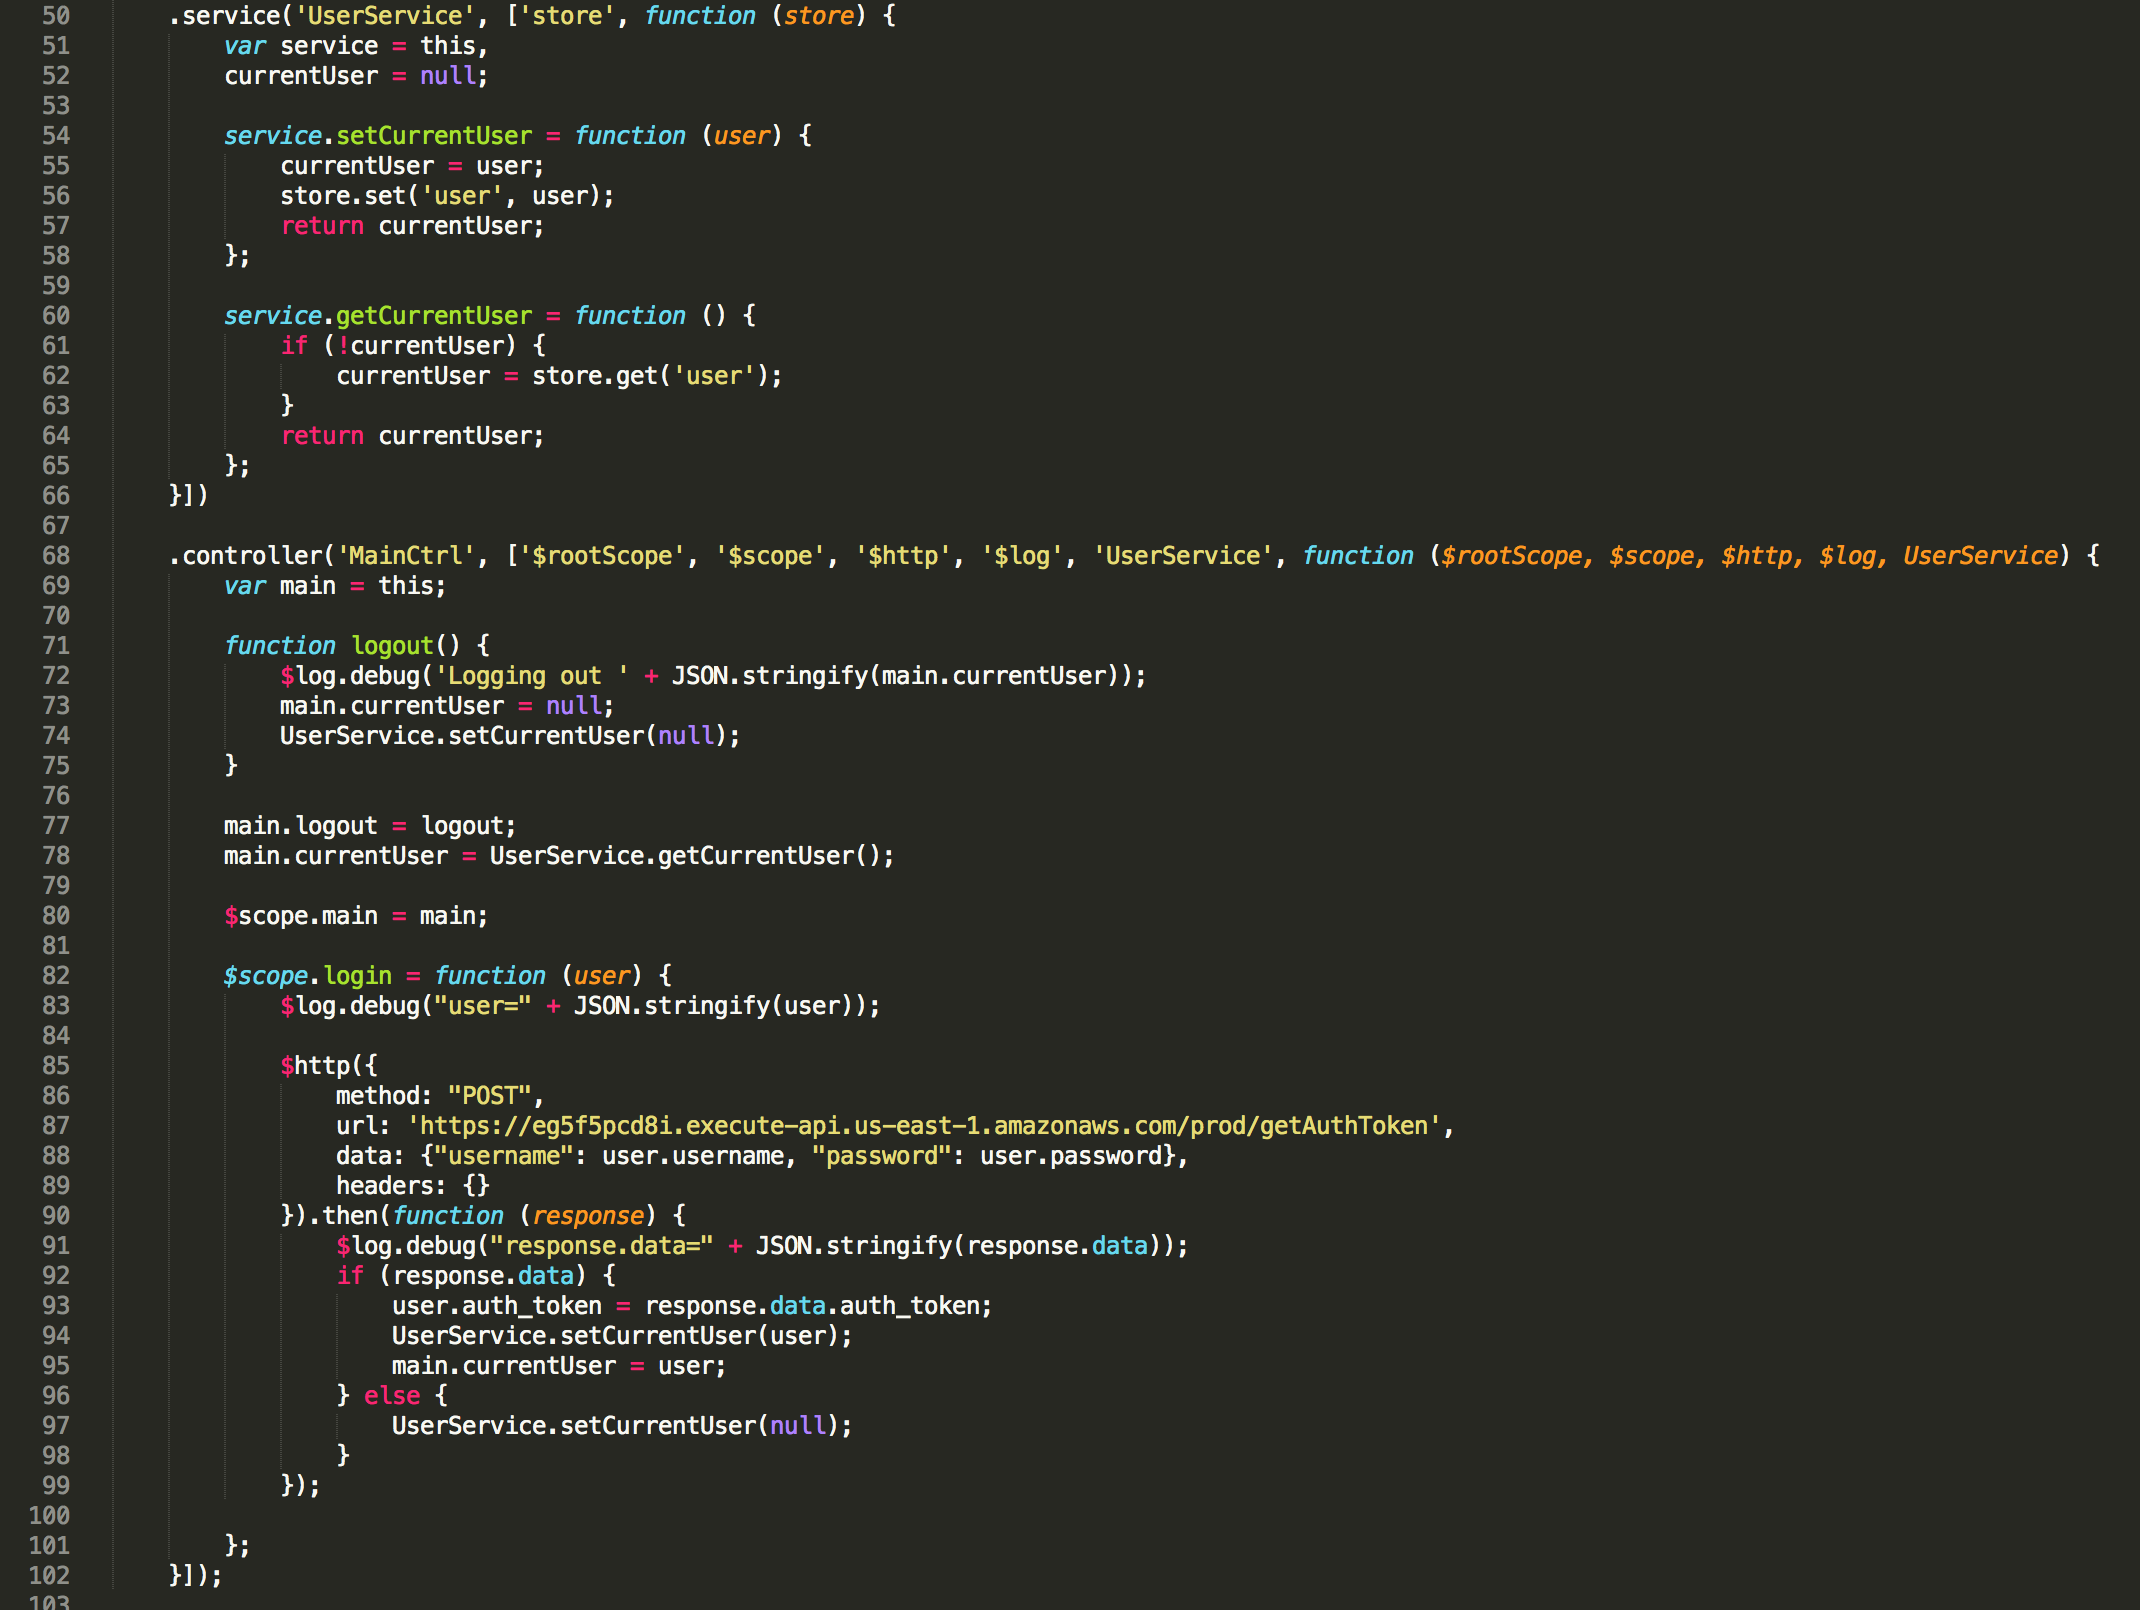 50 .service('UserService', ['store', function (store) {
51 var service = this,
52 currentUser = null;
53
54 service.setCurrentUser = function (user) {
55 currentUser = user;
56 store.set('user', user);
57 return currentUser;
58 };
59
60 service.getCurrentUser = function () {
61 if (!currentUser) {
62 currentUser = store.get('user');
63 }
64 return currentUser;
65 };
66 }])
67
68 .controller('MainCtrl', ['$rootScope', '$scope', '$http', '$log', 'UserService', function ($rootScope, $scope, $http, $log, UserService) {
69 var main = this;
70
71 function logout() {
72 $log.debug('Logging out ' + JSON.stringify(main.currentUser));
73 main.currentUser = null;
74 UserService.setCurrentUser(null);
75 }
76
77 main.logout = logout;
78 main.currentUser = UserService.getCurrentUser();
79
80 $scope.main = main;
81
82 $scope.login = function (user) {
83 $log.debug("user=" + JSON.stringify(user));
84
85 $http({
86 method: "POST",
87 url: 'https://eg5f5pcd8i.execute-api.us-east-1.amazonaws.com/prod/getAuthToken',
88 data: {"username": user.username, "password": user.password},
89 headers: {}
90 }).then(function (response) {
91 $log.debug("response.data=" + JSON.stringify(response.data));
92 if (response.data) {
93 user.auth_token = response.data.auth_token;
94 UserService.setCurrentUser(user);
95 main.currentUser = user;
96 } else {
97 UserService.setCurrentUser(null);
98 }
99 });
100
101 };
102 }]);
103